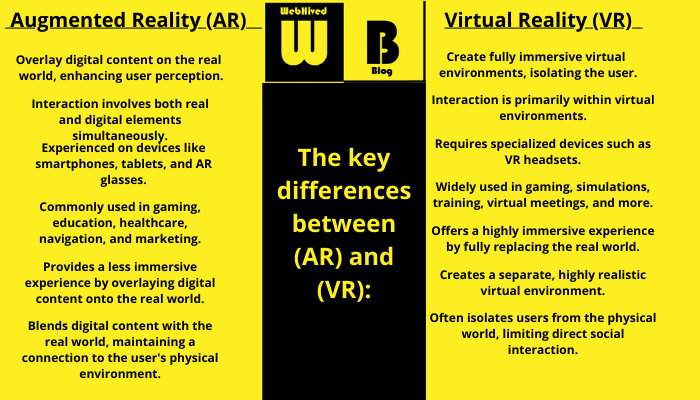 Augmented Reality (AR)
Overlay digital content on the real
world, enhancing user perception.
Interaction involves both real
and digital elements
simultaneously.
Experienced on devices like
smartphones, tablets, and AR
glasses.
Commonly used in gaming,
education, healthcare,
navigation, and marketing.
Provides a less immersive
experience by overlaying digital
content onto the real world.
Blends digital content with the
real world, maintaining a
connection to the user's physical
environment.
WebHived
W
B
Blog
The key
differences
between
(AR) and
(VR):
Virtual Reality (VR)
Create fully immersive virtual
environments, isolating the user.
Interaction is primarily within virtual
environments.
Requires specialized devices such as
VR headsets.
Widely used in gaming, simulations,
training, virtual meetings, and more.
Offers a highly immersive experience
by fully replacing the real world.
Creates a separate, highly realistic
virtual environment.
Often isolates users from the physical
world, limiting direct social
interaction.